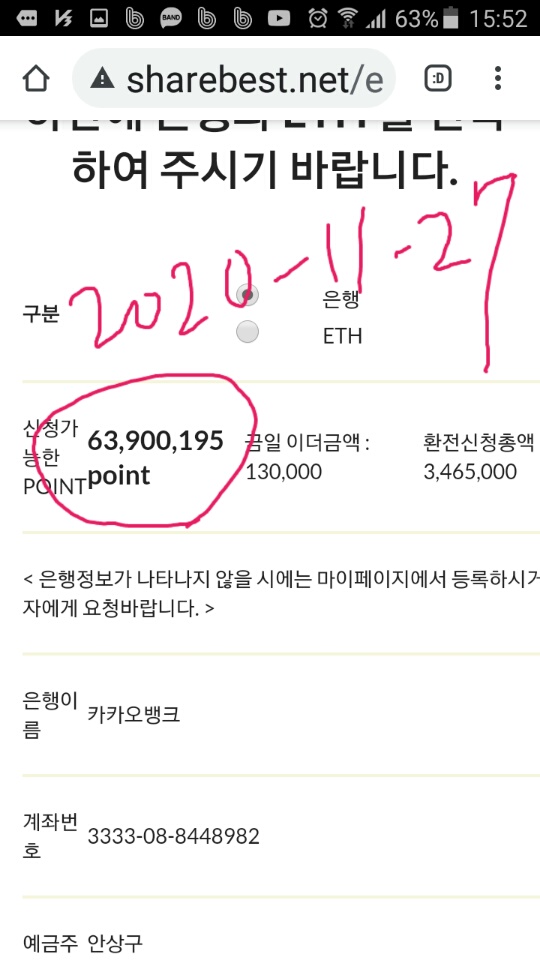 63% 15:52
sharebest.net/e
하여 주시기 바랍니다.
2020-11-27
구분 은행
ETH
신청가능한 POINT 63,900,195 point
금일 이더금액 : 130,000
환전신청총액 3,465,000
< 은행정보가 나타나지 않을 시에는 마이페이지에서 등록하시거
자에게 요청바랍니다. >
은행이름 카카오뱅크
계좌번호 3333-08-8448982
예금주 안상구